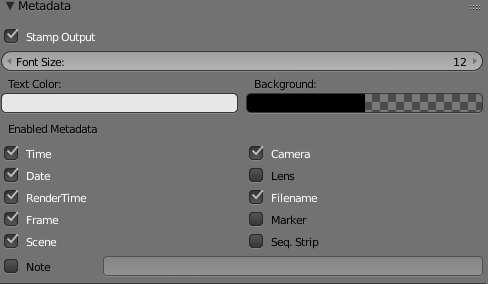 Metadata
Stamp Output
Font Size: 12
Text Color: Background:
Enabled Metadata
Time Camera
Date Lens
RenderTime Filename
Frame Marker
Scene Seq. Strip
Note